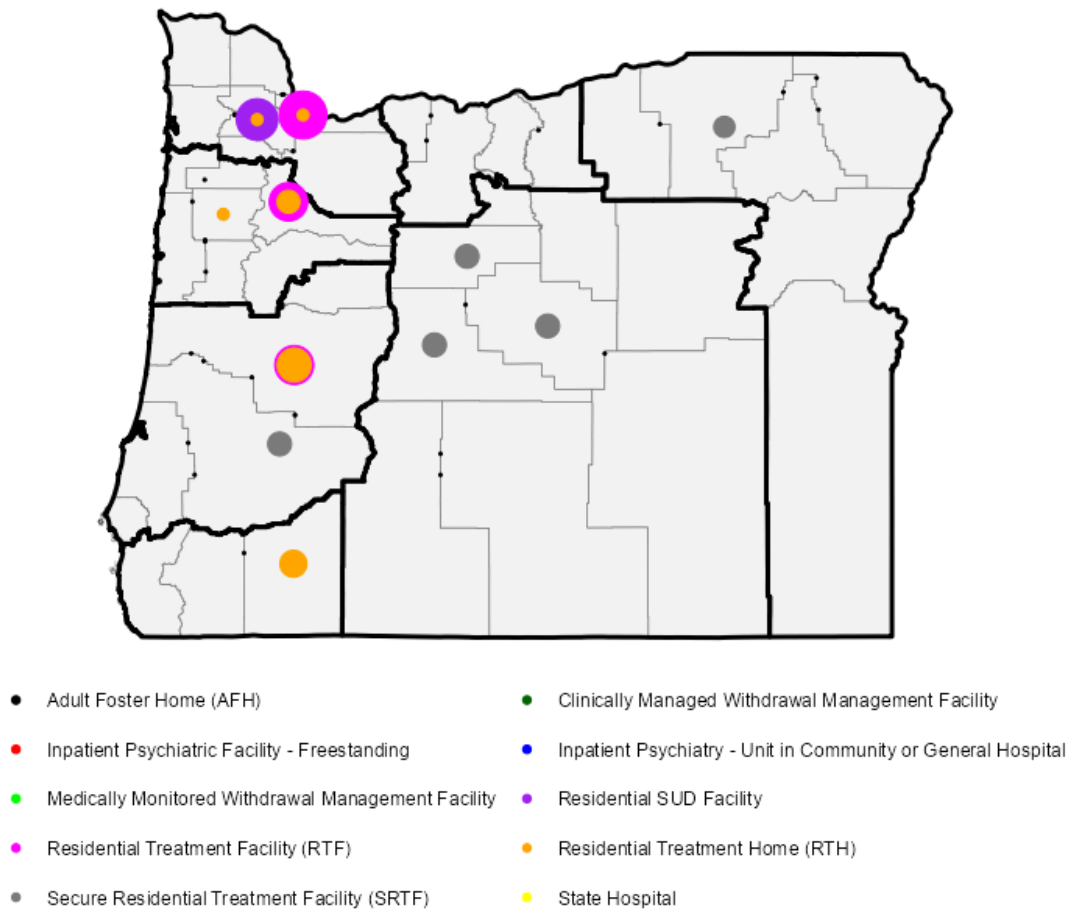 Adult Foster Home (AFH)
Clinically Managed Withdrawal Management Facility
Inpatient Psychiatric Facility - Freestanding
Inpatient Psychiatry - Unit in Community or General Hospital
Medically Monitored Withdrawal Management Facility
Residential SUD Facility
Residential Treatment Facility (RTF)
Residential Treatment Home (RTH)
Secure Residential Treatment Facility (SRTF)
State Hospital